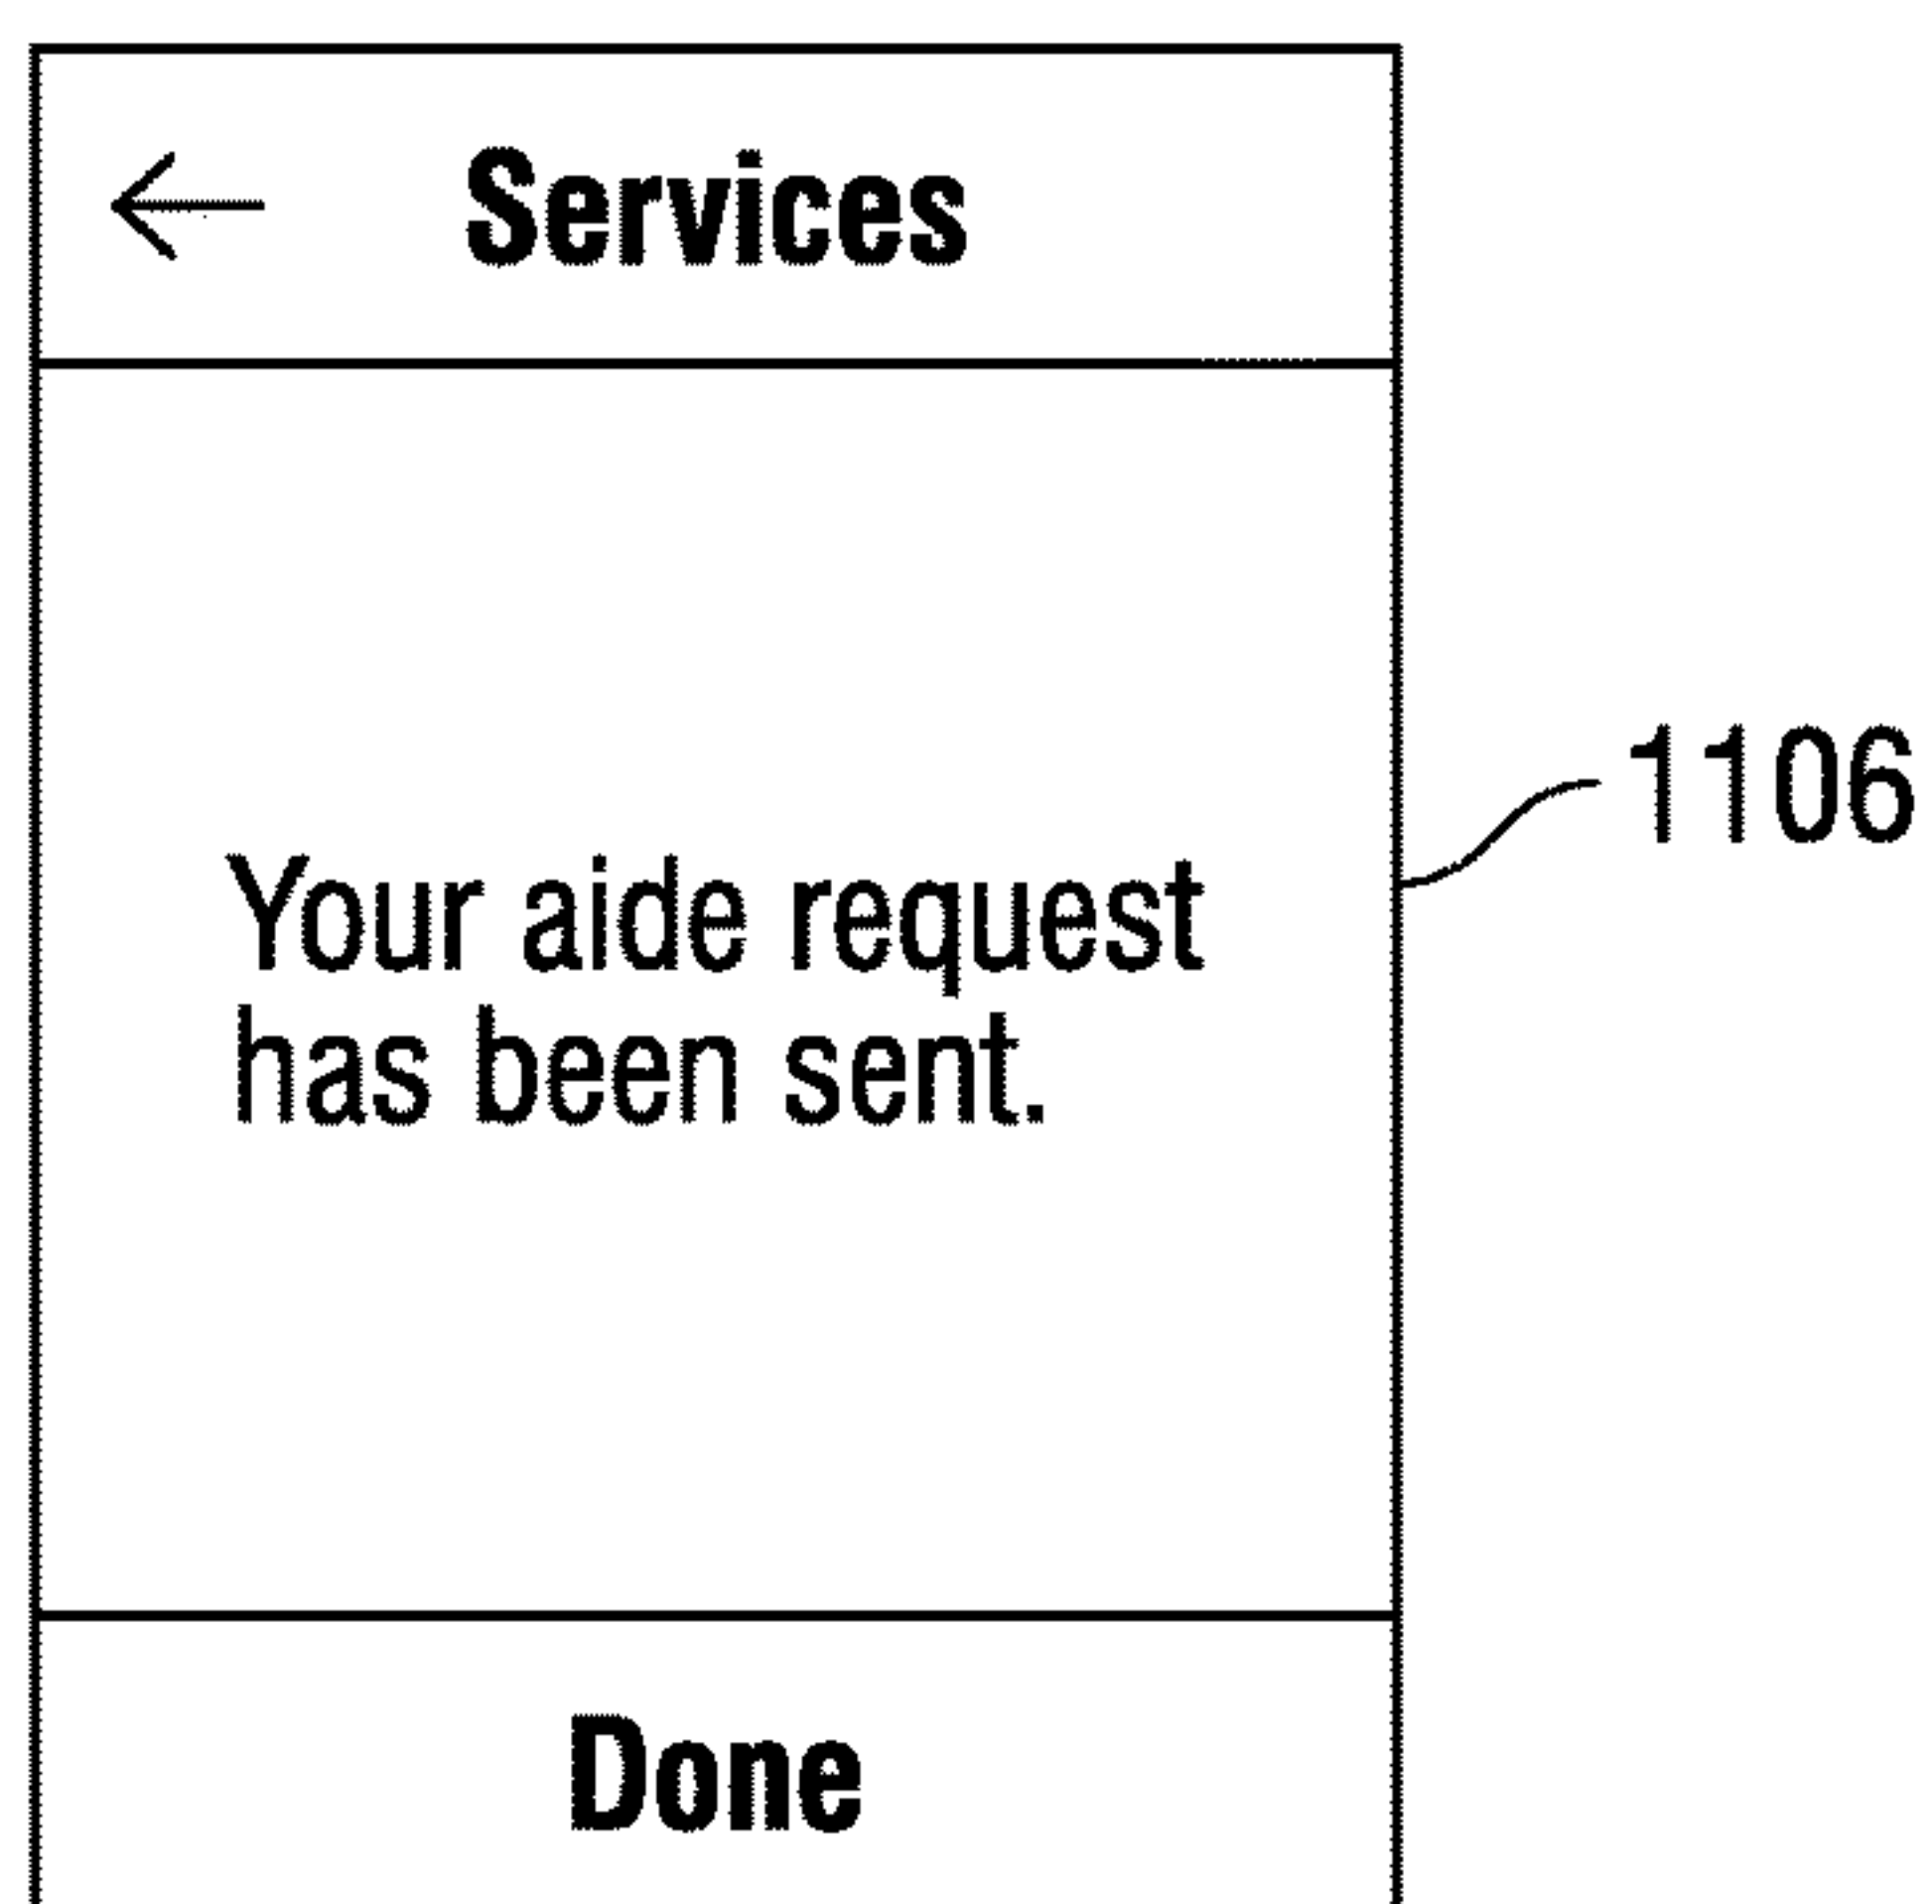 Services
1106
Your aide request
has been sent.
Done